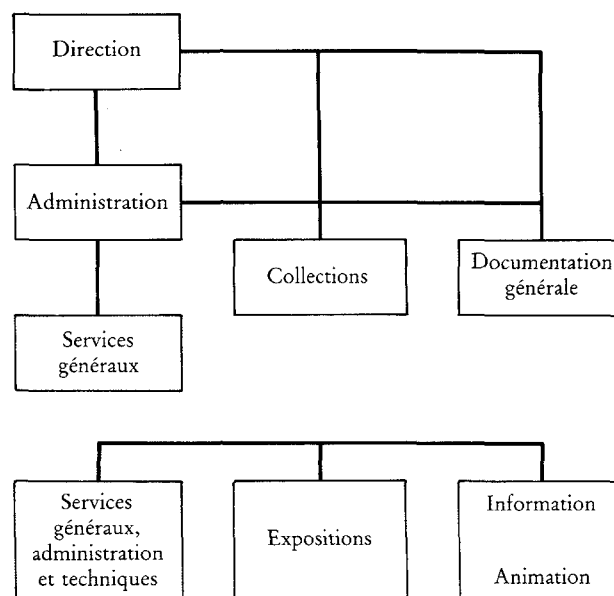 Direction
Administration
Collections
Documentation
générale
Services
généraux
Services
généraux,
administration
et techniques
Expositions
Information
Animation